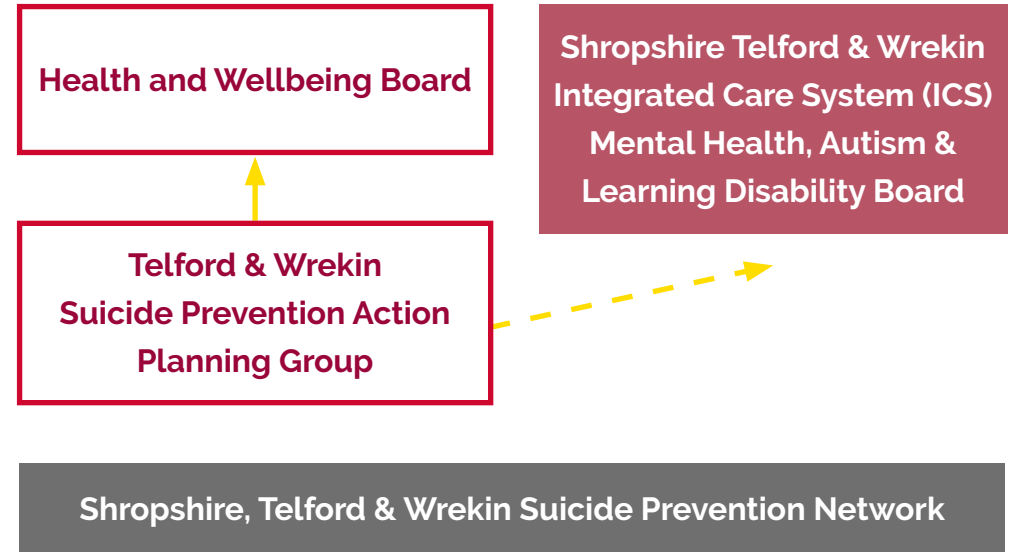 Health and Wellbeing Board
Shropshire Telford & Wrekin
Integrated Care System (ICS)
Mental Health, Autism &
Learning Disability Board
Telford & Wrekin
Suicide Prevention Action
Planning Group
Shropshire, Telford & Wrekin Suicide Prevention Network